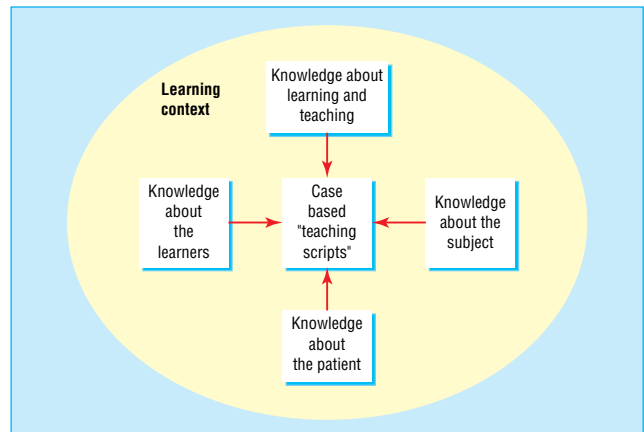 Learning
context
Knowledge about
learning and
teaching
Knowledge
about
the
learners
Case
based
"teaching
scripts"
Knowledge
about the
subject
Knowledge
about
the patient